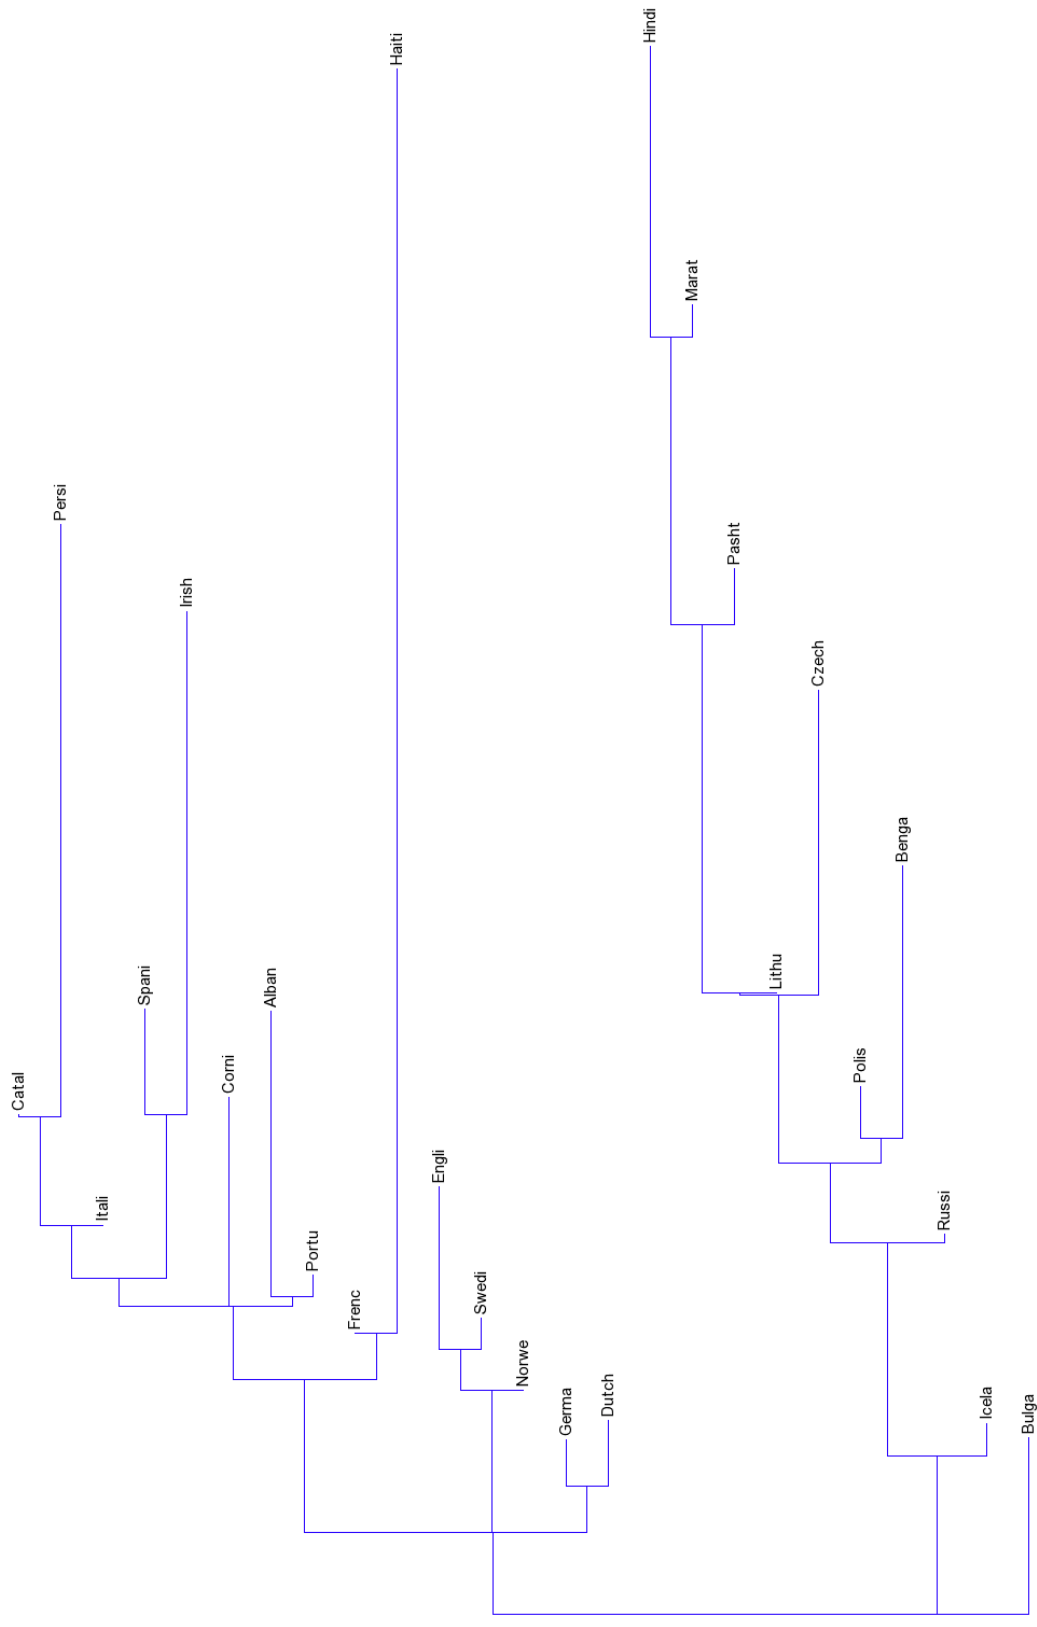 Catal
Persi
Itali
Spani
Irish
Corni
Alban
Portu
Frenc
Haiti
Engli
Swedi
Norwe
Germa
Dutch
Hindi
Marat
Pasht
Lithu
Czech
Polis
Benga
Russi
Icela
Bulga